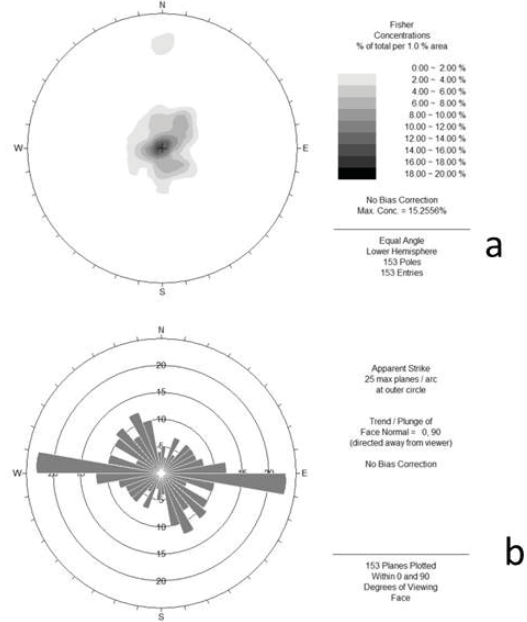 N
W
E
S
Fisher
Concentrations
% of total per 1.0 % area
0.00 ~ 2.00 %
2.00 ~ 4.00 %
4.00 ~ 6.00 %
6.00 ~ 8.00 %
8.00 ~ 10.00 %
10.00 ~ 12.00 %
12.00 ~ 14.00 %
14.00 ~ 16.00 %
16.00 ~ 18.00 %
18.00 ~ 20.00 %
No Bias Correction
Max. Conc. = 15.2556%
Equal Angle
Lower Hemisphere
153 Poles
153 Entries
a
N
20
15
10
5
W
E
5
10
15
20
S
Apparent Strike
25 max planes / arc
at outer circle
Trend / Plunge of
Face Normal = 0, 90
(directed away from viewer)
No Bias Correction
153 Planes Plotted
Within 0 and 90
Degrees of Viewing
Face
b